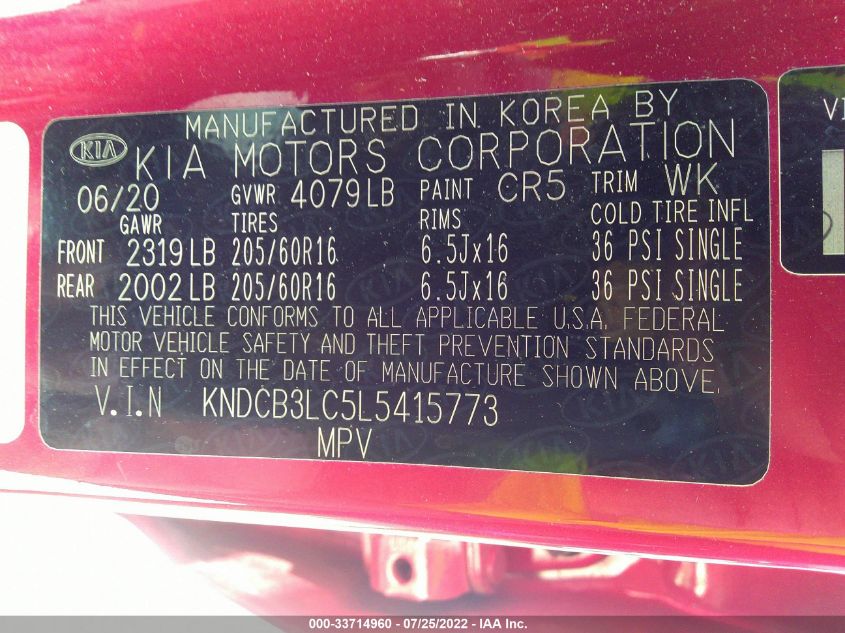 MANUFACTURED IN KOREA BY
KIA KIA MOTORS CORPORATION
06/20 GVWR 4079LB PAINT CR5 TRIM WK
GAWR TIRES RIMS COLD TIRE INFL
FRONT 2319LB 205/60R16 6.5Jx16 36 PSI SINGLE
REAR 2002LB 205/60R16 6.5Jx16 36 PSI SINGLE
THIS VEHICLE CONFORMS TO ALL APPLICABLE U.S.A. FEDERAL
MOTOR VEHICLE SAFETY AND THEFT PREVENTION STANDARDS
IN EFFECT ON THE DATE OF MANUFACTURE SHOWN ABOVE.
V.I.N KNDCB3LC5L5415773
MPV
000-33714960 - 07/25/2022 - IAA Inc.